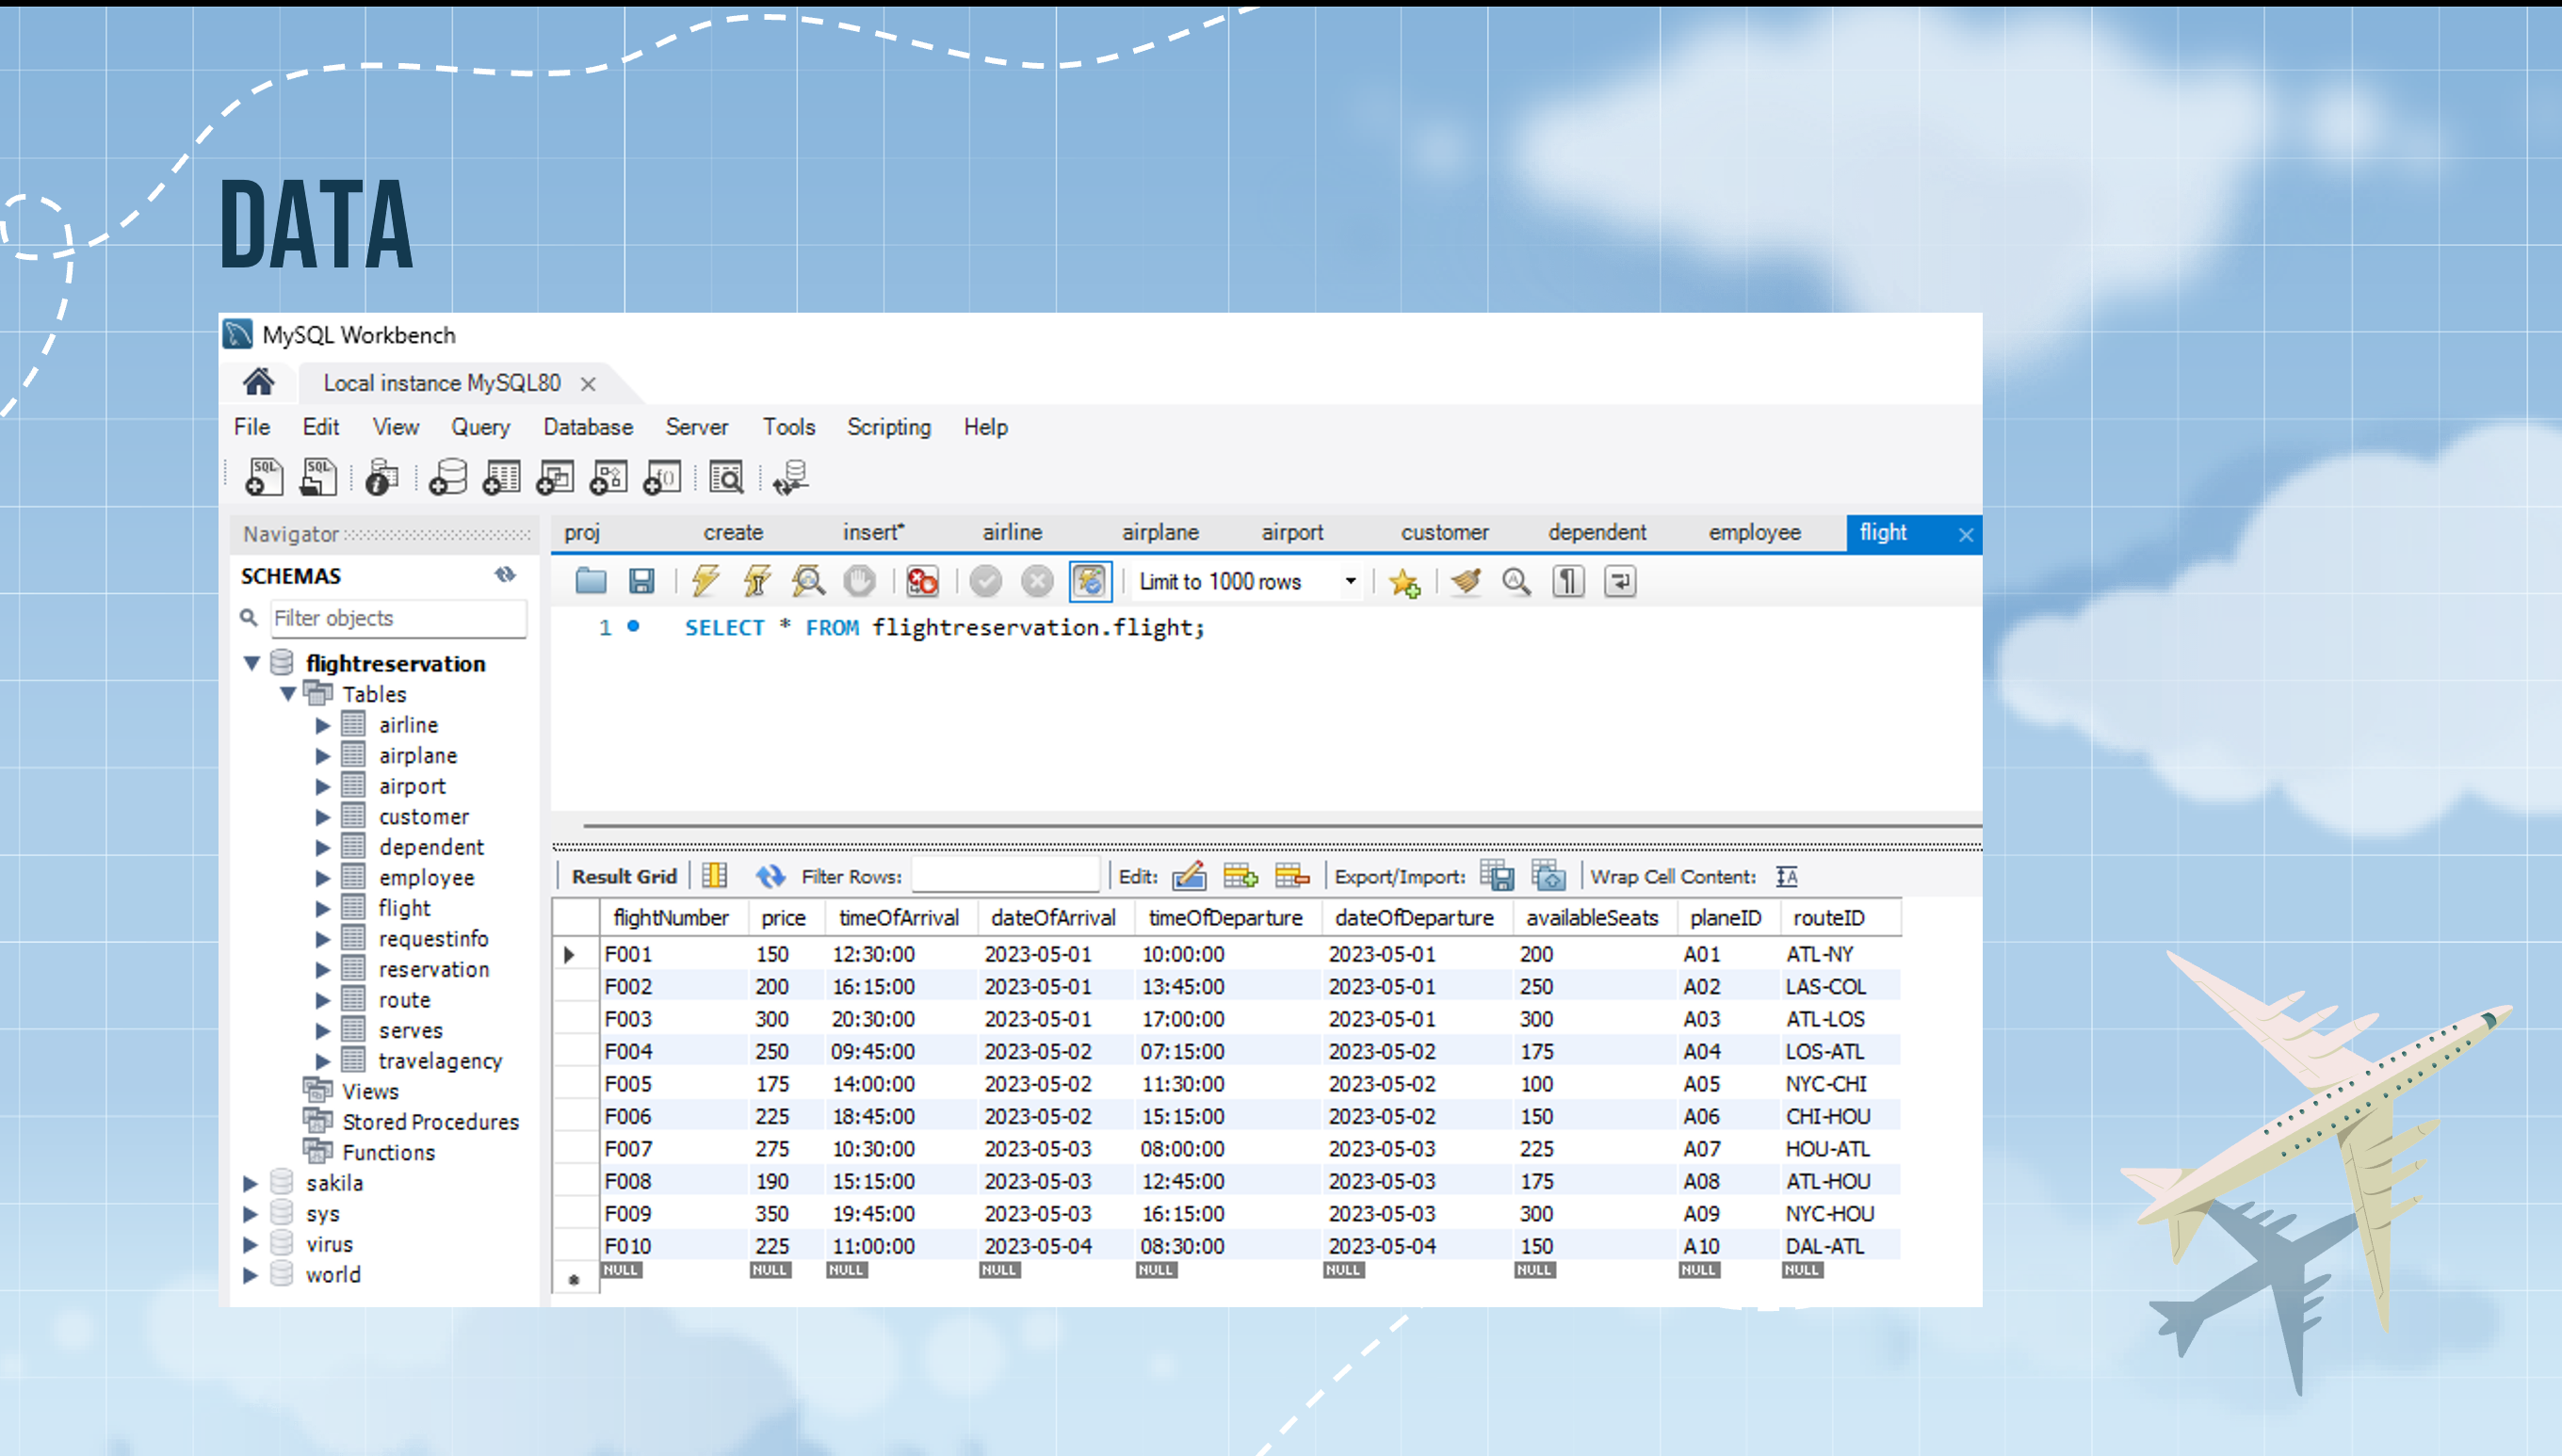 DATA
MySQL Workbench
Local instance MySQL80
File Edit View Query Database Server Tools Scripting Help
SQL SQL
Navigator
SCHEMAS
Filter objects
flightreservation
Tables
airline
airplane
airport
customer
dependent
employee
flight
requestinfo
reservation
route
serves
travelagency
Views
Stored Procedures
Functions
sakila
sys
virus
world
proj create insert* airline airplane airport customer dependent employee flight
Limit to 1000 rows
1 SELECT * FROM flightreservation.flight;
Result Grid Filter Rows: Edit: Export/Import: Wrap Cell Content:
flightNumber price timeOfArrival dateOfArrival timeOfDeparture dateOfDeparture availableSeats planeID routeID
F001 150 12:30:00 2023-05-01 10:00:00 2023-05-01 200 A01 ATL-NY
F002 200 16:15:00 2023-05-01 13:45:00 2023-05-01 250 A02 LAS-COL
F003 300 20:30:00 2023-05-01 17:00:00 2023-05-01 300 A03 ATL-LOS
F004 250 09:45:00 2023-05-02 07:15:00 2023-05-02 175 A04 LOS-ATL
F005 175 14:00:00 2023-05-02 11:30:00 2023-05-02 100 A05 NYC-CHI
F006 225 18:45:00 2023-05-02 15:15:00 2023-05-02 150 A06 CHI-HOU
F007 275 10:30:00 2023-05-03 08:00:00 2023-05-03 225 A07 HOU-ATL
F008 190 15:15:00 2023-05-03 12:45:00 2023-05-03 175 A08 ATL-HOU
F009 350 19:45:00 2023-05-03 16:15:00 2023-05-03 300 A09 NYC-HOU
F010 225 11:00:00 2023-05-04 08:30:00 2023-05-04 150 A10 DAL-ATL
NULL NULL NULL NULL NULL NULL NULL NULL NULL